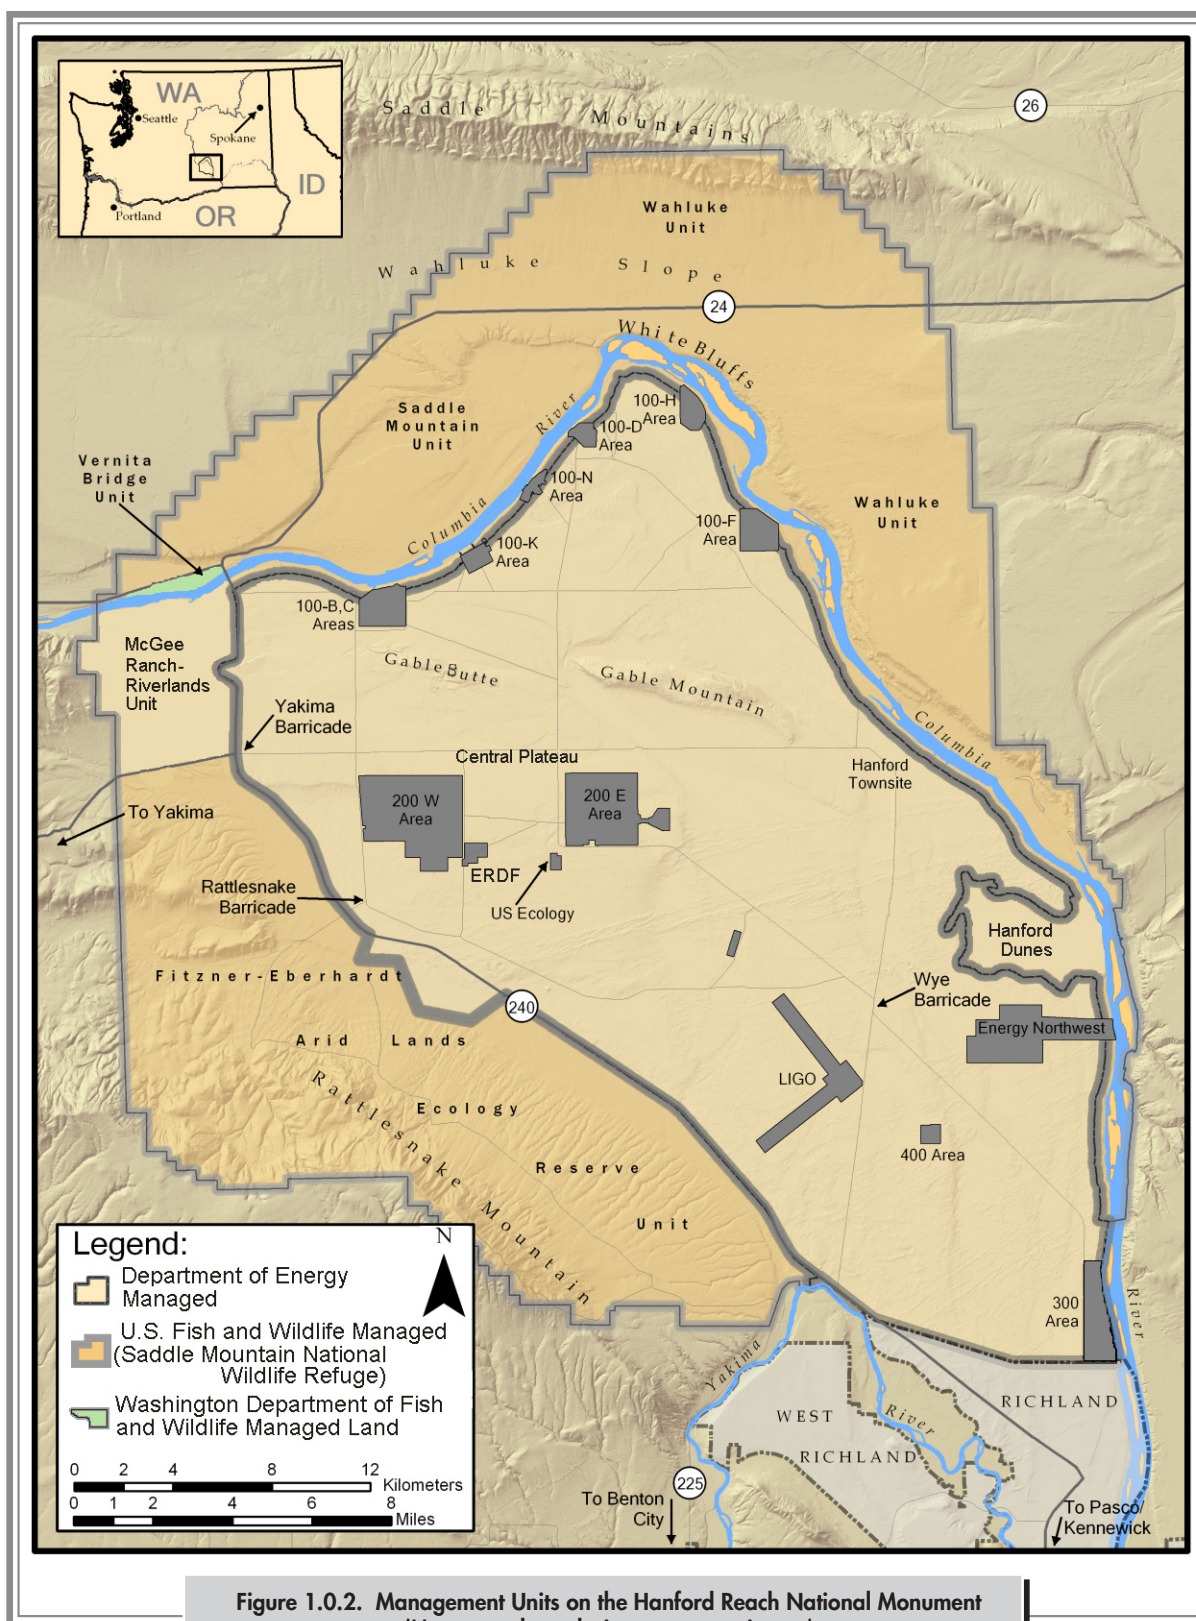 WA
Seattle
Spokane
ID
OR
Portland
Saddle Mountains
26
Wahluke
Unit
Wahluke Slope
24
White Bluffs
Saddle
Mountain
Unit
River
100-H
Area
100-D
Area
Vernita
Bridge
Unit
100-N
Area
Columbia
Wahluke
Unit
100-F
Area
100-K
Area
100-B,C
Areas
McGee
Ranch-
Riverlands
Unit
Gable Butte
Gable Mountain
Yakima
Barricade
Columbia
Central Plateau
Hanford
Townsite
200 W
Area
200 E
Area
To Yakima
ERDF
Rattlesnake
Barricade
US Ecology
Hanford
Dunes
Fitzner-Eberhardt
Wye
Barricade
240
Energy Northwest
Arid Lands
LIGO
Rattlesnake Mountain
Ecology
400 Area
Reserve
Unit
Legend:
N
Department of Energy
Managed
U.S. Fish and Wildlife Managed
(Saddle Mountain National
Wildlife Refuge)
Washington Department of Fish
and Wildlife Managed Land
0 2 4 8 12
Kilometers
0 1 2 4 6 8
Miles
300
Area
River
Yakima
River
RICHLAND
WEST
RICHLAND
225
To Benton
City
To Pasco/
Kennewick
Figure 1.0.2. Management Units on the Hanford Reach National Monument